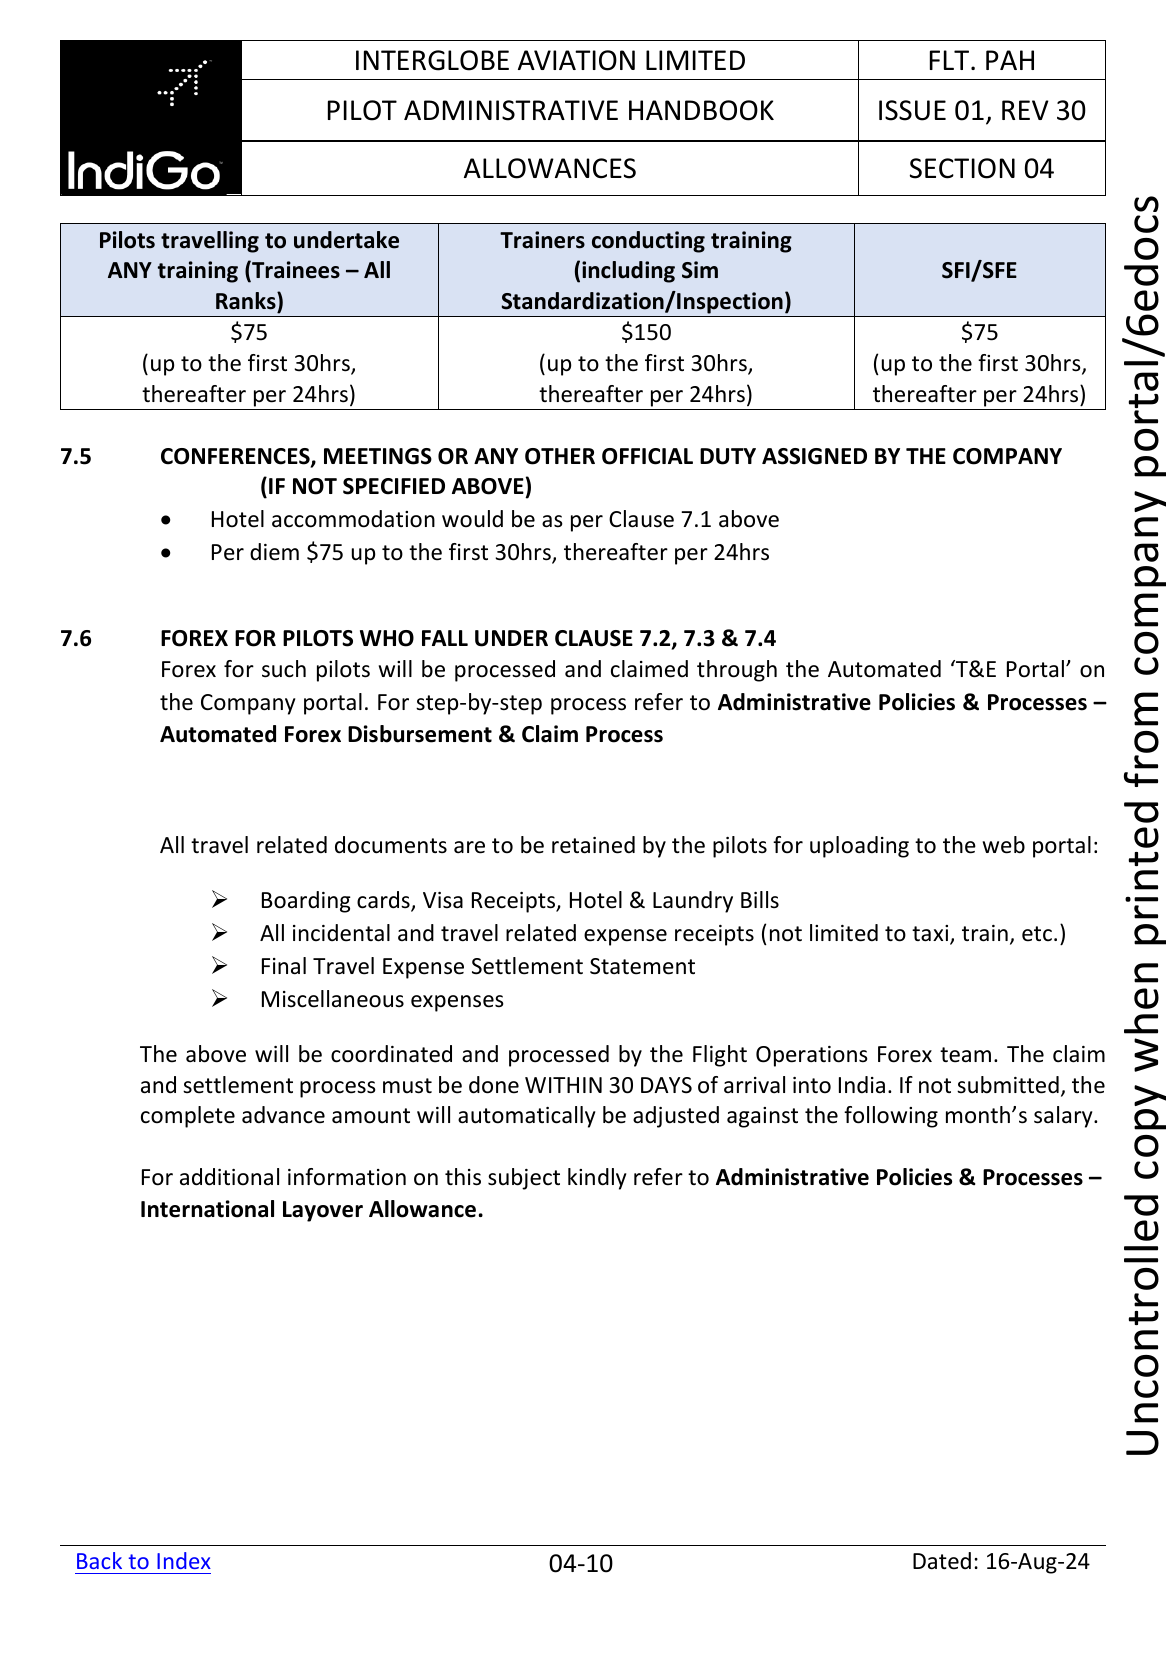 INTERGLOBE AVIATION LIMITED
FLT. PAH
PILOT ADMINISTRATIVE HANDBOOK
ISSUE 01, REV 30
IndiGo
ALLOWANCES
SECTION 04
Pilots travelling to undertake
ANY training (Trainees – All
Ranks)
Trainers conducting training
(including Sim
Standardization/Inspection)
SFI/SFE
$75
(up to the first 30hrs,
thereafter per 24hrs)
$150
(up to the first 30hrs,
thereafter per 24hrs)
$75
(up to the first 30hrs,
thereafter per 24hrs)
7.5 CONFERENCES, MEETINGS OR ANY OTHER OFFICIAL DUTY ASSIGNED BY THE COMPANY
(IF NOT SPECIFIED ABOVE)
• Hotel accommodation would be as per Clause 7.1 above
• Per diem $75 up to the first 30hrs, thereafter per 24hrs
7.6 FOREX FOR PILOTS WHO FALL UNDER CLAUSE 7.2, 7.3 & 7.4
Forex for such pilots will be processed and claimed through the Automated ‘T&E Portal’ on
the Company portal. For step-by-step process refer to Administrative Policies & Processes –
Automated Forex Disbursement & Claim Process
All travel related documents are to be retained by the pilots for uploading to the web portal:
➢ Boarding cards, Visa Receipts, Hotel & Laundry Bills
➢ All incidental and travel related expense receipts (not limited to taxi, train, etc.)
➢ Final Travel Expense Settlement Statement
➢ Miscellaneous expenses
The above will be coordinated and processed by the Flight Operations Forex team. The claim
and settlement process must be done WITHIN 30 DAYS of arrival into India. If not submitted, the
complete advance amount will automatically be adjusted against the following month’s salary.
For additional information on this subject kindly refer to Administrative Policies & Processes –
International Layover Allowance.
Back to Index
04-10
Dated: 16-Aug-24
Uncontrolled copy when printed from company portal/6edocs